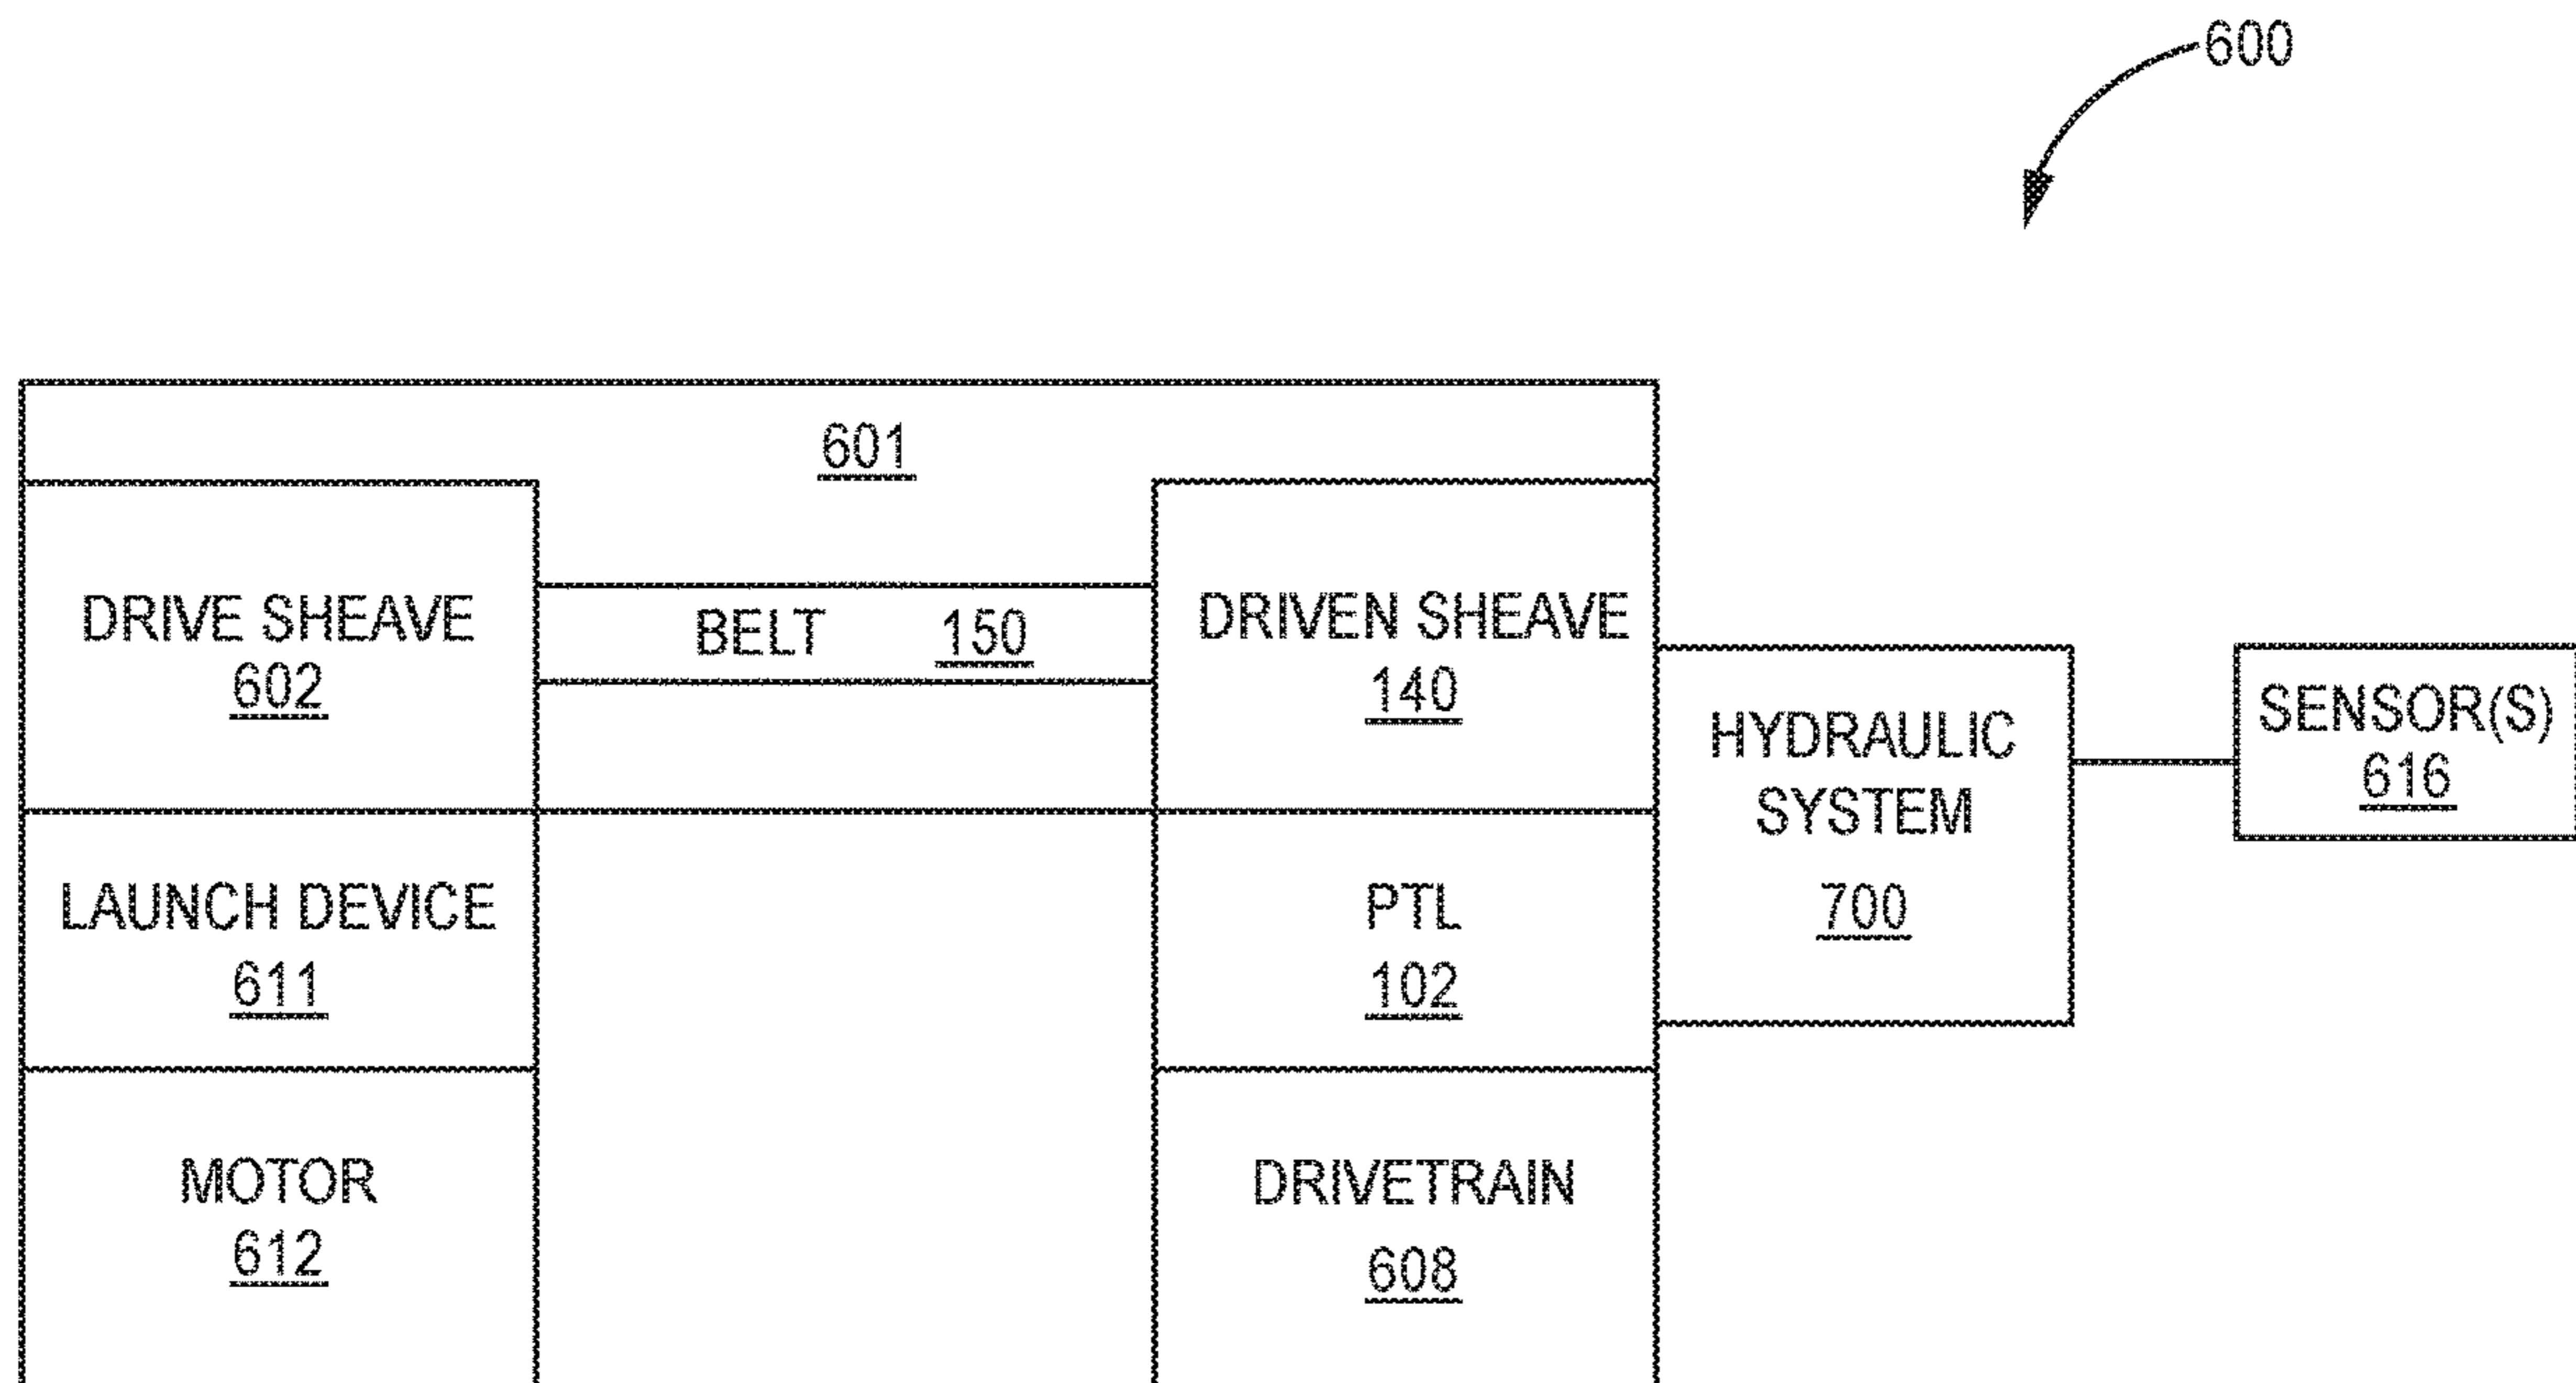 600
601
DRIVE SHEAVE
602
BELT 150
DRIVEN SHEAVE
140
HYDRAULIC
SYSTEM
700
SENSOR(S)
616
LAUNCH DEVICE
611
PTL
102
MOTOR
612
DRIVETRAIN
608